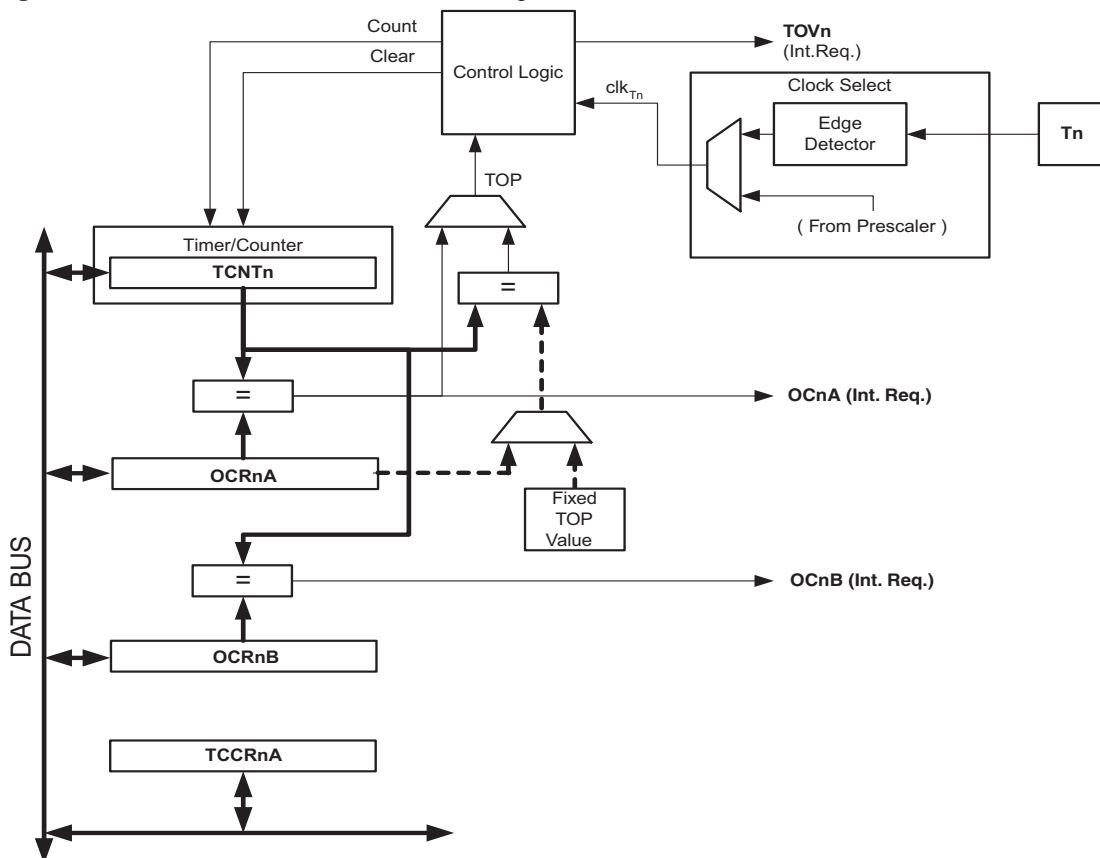 Count
Clear
Control Logic
TOVn
(Int.Req.)
clkTn
Clock Select
Edge
Detector
Tn
( From Prescaler )
TOP
Timer/Counter
TCNTn
=
=
OCnA (Int. Req.)
OCRnA
Fixed
TOP
Value
=
OCnB (Int. Req.)
OCRnB
TCCRnA
DATA BUS